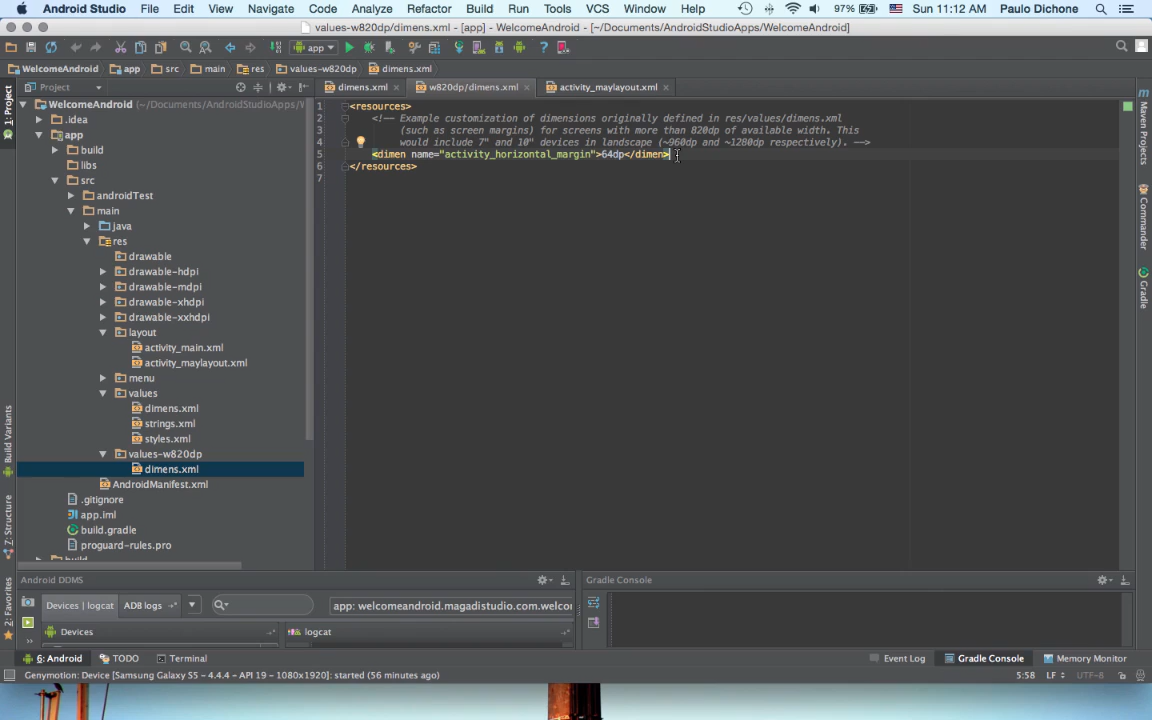 Android Studio File Edit View Navigate Code Analyze Refactor Build Run Tools VCS Window Help 97% Sun 11:12 AM Paulo Dichone
values-w820dp/dimens.xml - [app] - WelcomeAndroid - [~/Documents/AndroidStudioApps/WelcomeAndroid]
app
WelcomeAndroid app src main res values-w820dp dimens.xml
Project
dimens.xml w820dp/dimens.xml activity_maylayout.xml
1: Project
Build Variants
7: Structure
2: Favorites
WelcomeAndroid (~/Documents/AndroidStudioApps/W
.idea
app
build
libs
src
androidTest
main
java
res
drawable
drawable-hdpi
drawable-mdpi
drawable-xhdpi
drawable-xxhdpi
layout
activity_main.xml
activity_maylayout.xml
menu
values
dimens.xml
strings.xml
styles.xml
values-w820dp
dimens.xml
AndroidManifest.xml
.gitignore
app.iml
build.gradle
proguard-rules.pro
1 <resources>
2 <!-- Example customization of dimensions originally defined in res/values/dimens.xml
3 (such as screen margins) for screens with more than 820dp of available width. This
4 would include 7" and 10" devices in landscape (~960dp and ~1280dp respectively). -->
5 <dimen name="activity_horizontal_margin">64dp</dimen>
6 </resources>
7
Maven Projects
Commander
Gradle
Android DDMS
Devices | logcat ADB logs app: welcomeandroid.magadistudio.com.welcon
Devices logcat
Gradle Console
6: Android TODO Terminal Event Log Gradle Console Memory Monitor
Genymotion: Device [Samsung Galaxy S5 - 4.4.4 - API 19 - 1080x1920]: started (56 minutes ago) 5:58 LF UTF-8